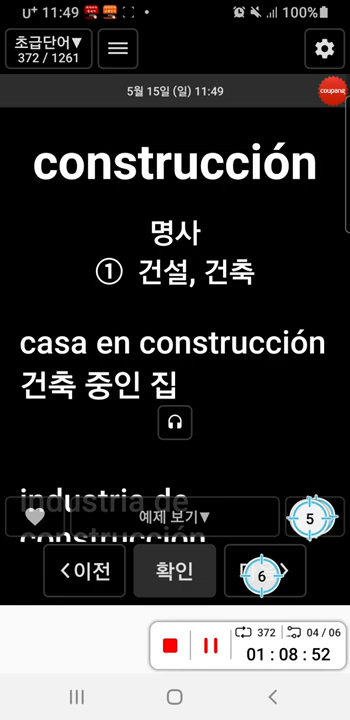 U+ 11:49 100%
초급단어▼
372 / 1261
5월 15일 (일) 11:49
coupang
construcción
명사
① 건설, 건축
casa en construcción
건축 중인 집
industria de
construcción
예제 보기▼
5
이전
확인
6
372 04 / 06
01 : 08 : 52